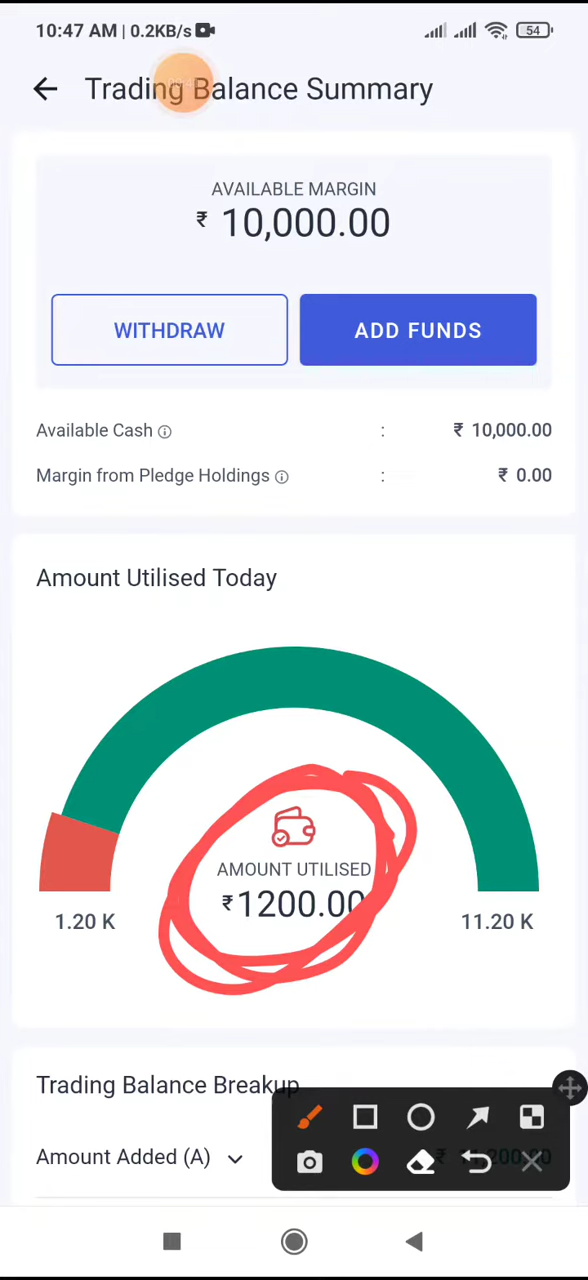 10:47 AM | 0.2KB/s 54
Trading Balance Summary
AVAILABLE MARGIN
₹ 10,000.00
WITHDRAW ADD FUNDS
Available Cash : ₹ 10,000.00
Margin from Pledge Holdings : ₹ 0.00
Amount Utilised Today
AMOUNT UTILISED
₹1200.00
1.20 K 11.20 K
Trading Balance Breakup
Amount Added (A)